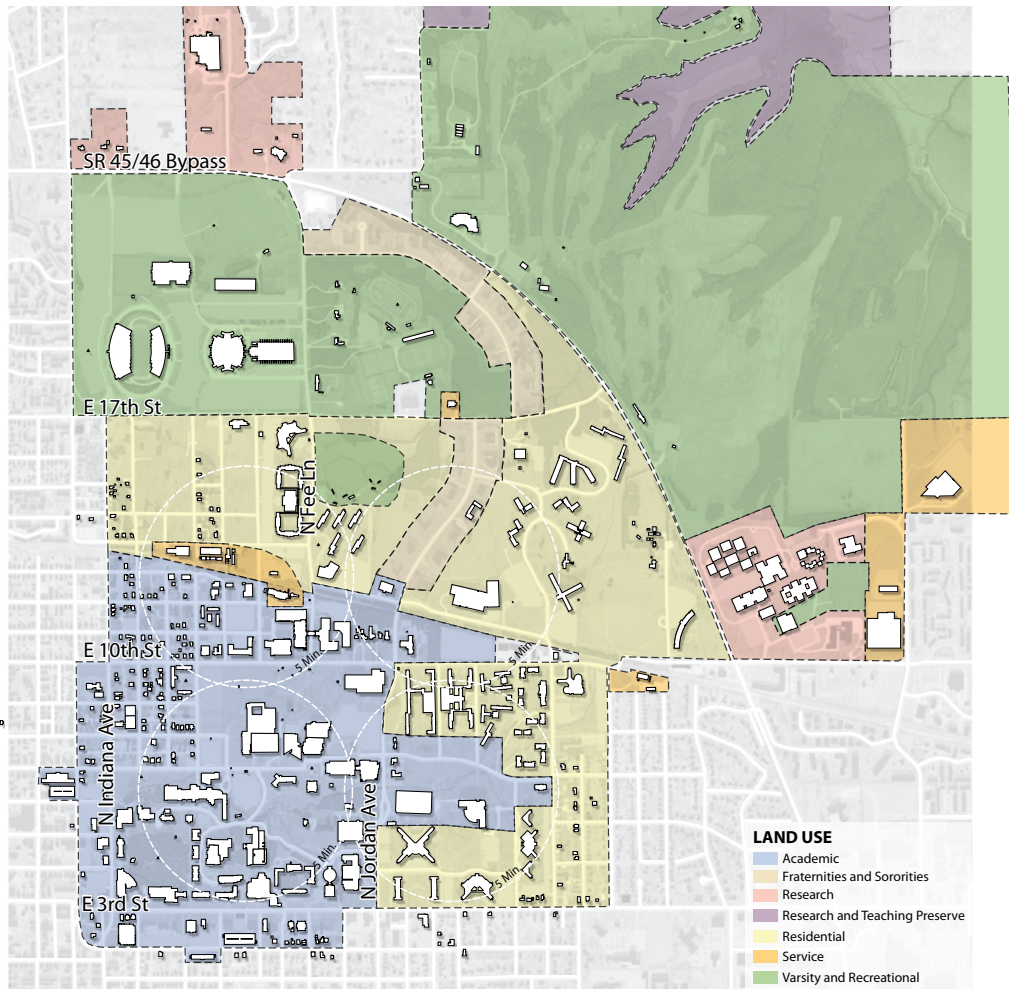 SR 45/46 Bypass
E 17th St
N Fee Ln
E 10th St
5 Min.
5 Min.
N Indiana Ave
N Jordan Ave
5 Min.
5 Min.
E 3rd St
LAND USE
Academic
Fraternities and Sororities
Research
Research and Teaching Preserve
Residential
Service
Varsity and Recreational